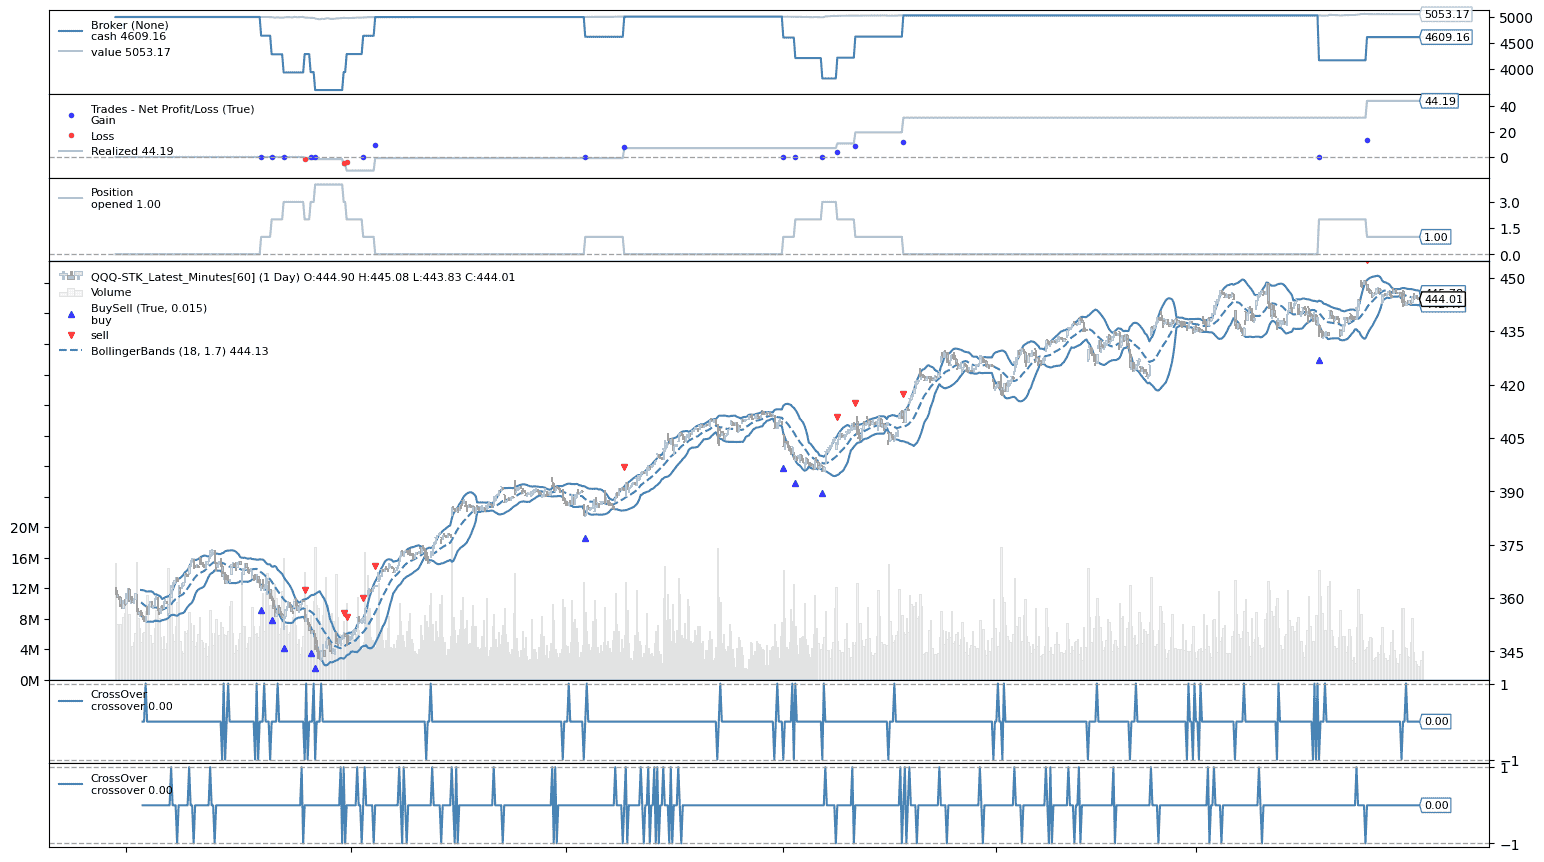 Broker (None)
cash 4609.16
value 5053.17
5053.17
5000
4609.16
4500
4000
Trades - Net Profit/Loss (True)
Gain
Loss
Realized 44.19
44.19
40
20
0
Position
opened 1.00
3.0
1.5
1.00
0.0
QQQ-STK_Latest_Minutes[60] (1 Day) O:444.90 H:445.08 L:443.83 C:444.01
Volume
BuySell (True, 0.015)
buy
sell
BollingerBands (18, 1.7) 444.13
450
444.01
435
420
405
390
375
360
345
20M
16M
12M
8M
4M
0M
CrossOver
crossover 0.00
1
0.00
−1
CrossOver
crossover 0.00
1
0.00
−1